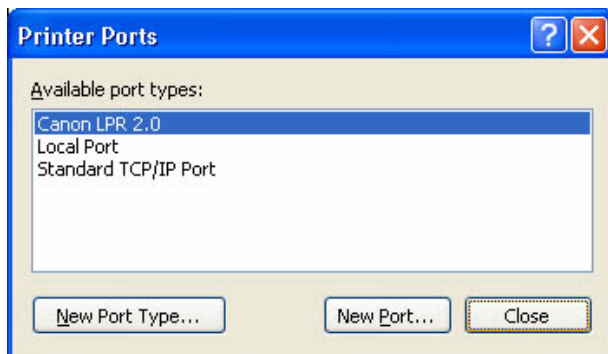 Printer Ports
Available port types:
Canon LPR 2.0
Local Port
Standard TCP/IP Port
New Port Type... New Port... Close